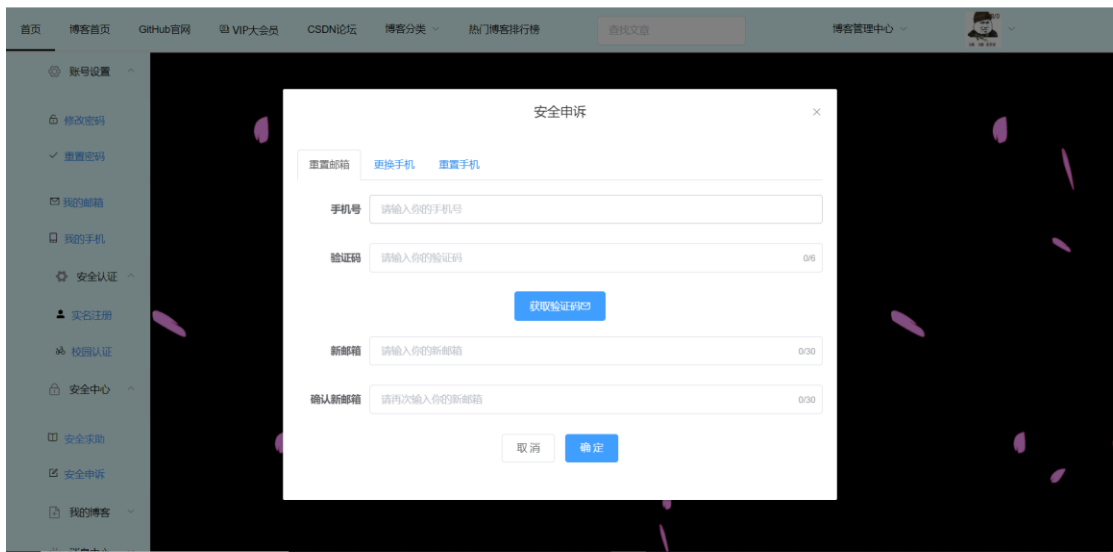 首页 博客首页 GitHub官网 VIP大会员 CSDN论坛 博客分类 热门博客排行榜 查找文章 博客管理中心
账号设置
修改密码
重置密码
我的邮箱
我的手机
安全认证
实名注册
校园认证
安全中心
安全求助
安全申诉
我的博客
安全申诉
重置邮箱 更换手机 重置手机
手机号 请输入你的手机号
验证码 请输入你的验证码 0/6
获取验证码
新邮箱 请输入你的新邮箱 0/30
确认新邮箱 请再次输入你的新邮箱 0/30
取消 确定